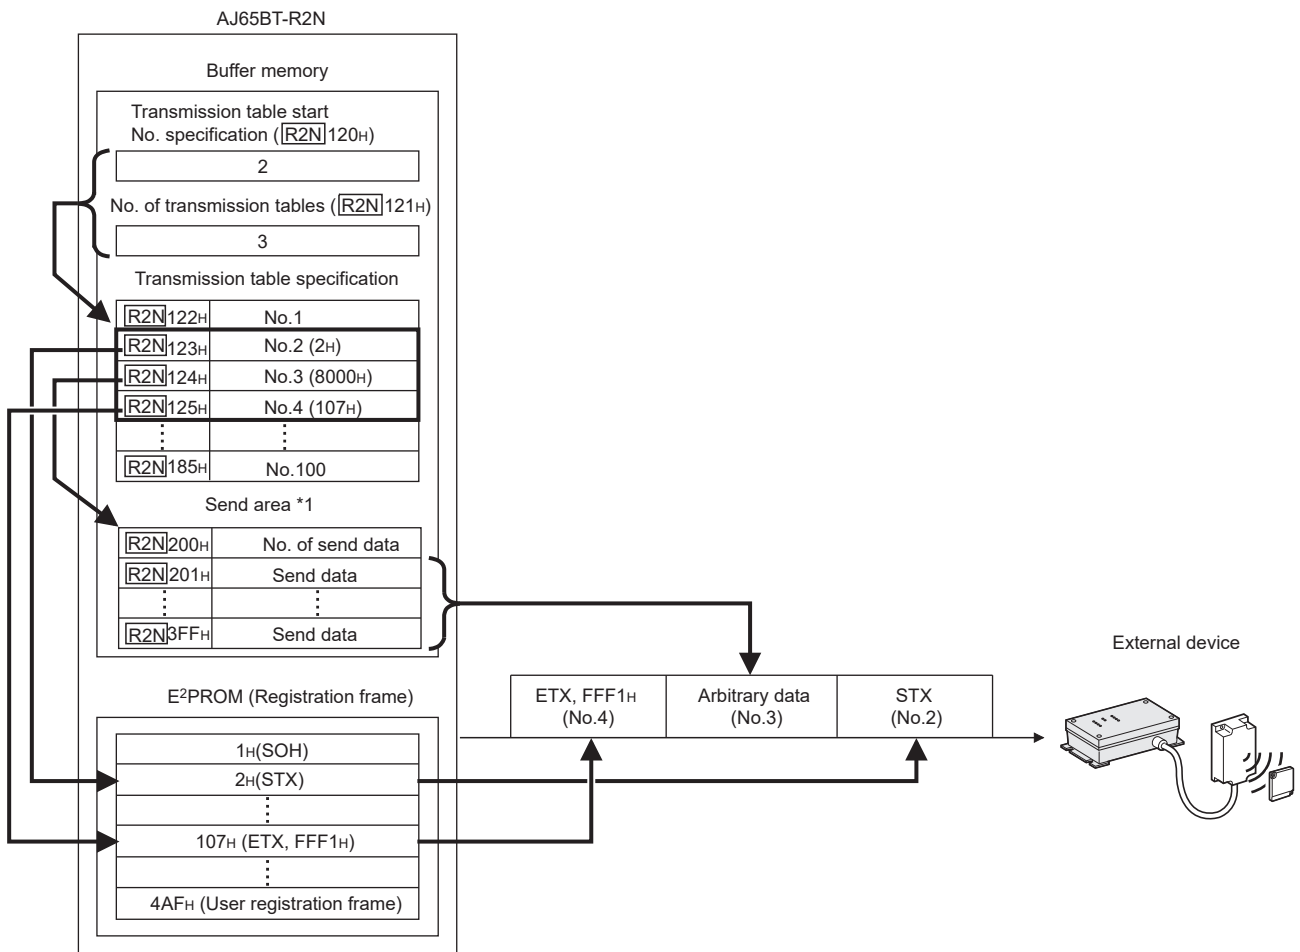 AJ65BT-R2N
Buffer memory
Transmission table start
No. specification (R2N 120H)
2
No. of transmission tables (R2N 121H)
3
Transmission table specification
R2N 122H No.1
R2N 123H No.2 (2H)
R2N 124H No.3 (8000H)
R2N 125H No.4 (107H)
R2N 185H No.100
Send area *1
R2N 200H No. of send data
R2N 201H Send data
R2N 3FFH Send data
External device
E2PROM (Registration frame)
ETX, FFF1H
(No.4)
Arbitrary data
(No.3)
STX
(No.2)
1H(SOH)
2H(STX)
107H (ETX, FFF1H)
4AFH (User registration frame)